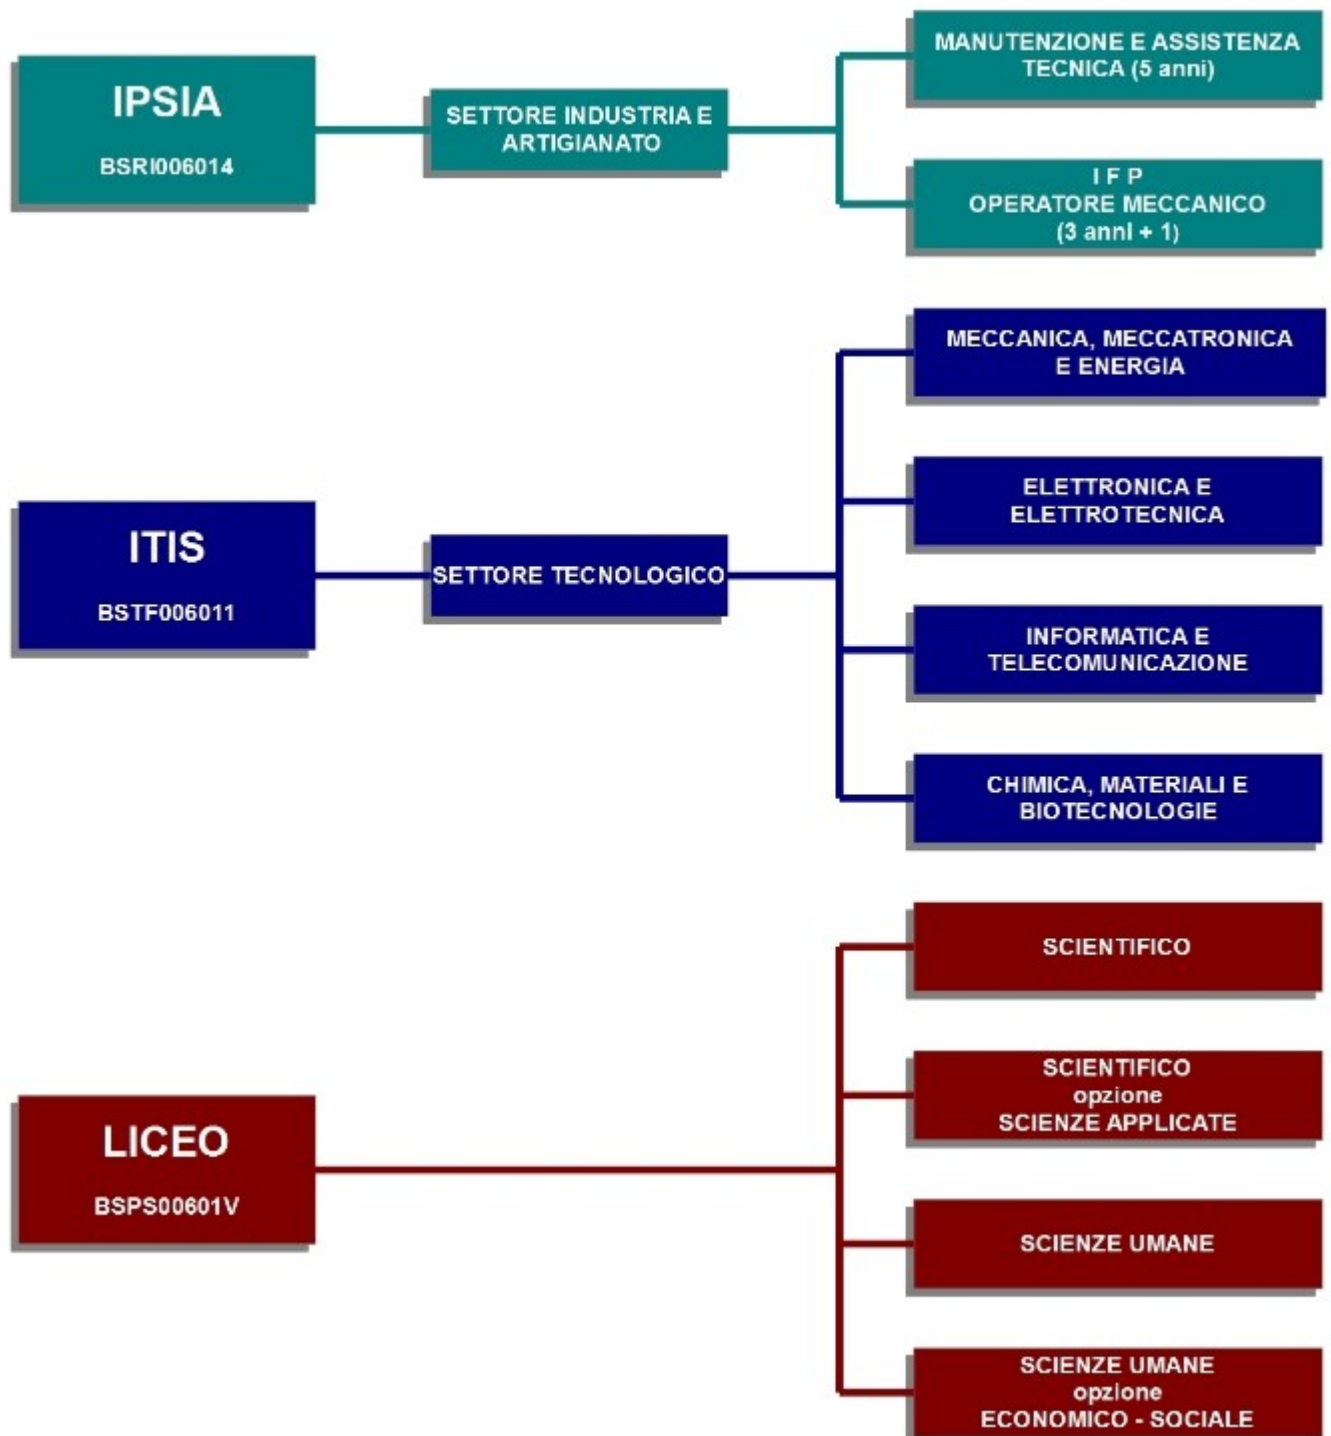 IPSIA
BSRI006014
SETTORE INDUSTRIA E
ARTIGIANATO
MANUTENZIONE E ASSISTENZA
TECNICA (5 anni)
I F P
OPERATORE MECCANICO
(3 anni + 1)
ITIS
BSTF006011
SETTORE TECNOLOGICO
MECCANICA, MECCATRONICA
E ENERGIA
ELETTRONICA E
ELETTROTECNICA
INFORMATICA E
TELECOMUNICAZIONE
CHIMICA, MATERIALI E
BIOTECNOLOGIE
LICEO
BSPS00601V
SCIENTIFICO
SCIENTIFICO
opzione
SCIENZE APPLICATE
SCIENZE UMANE
SCIENZE UMANE
opzione
ECONOMICO - SOCIALE